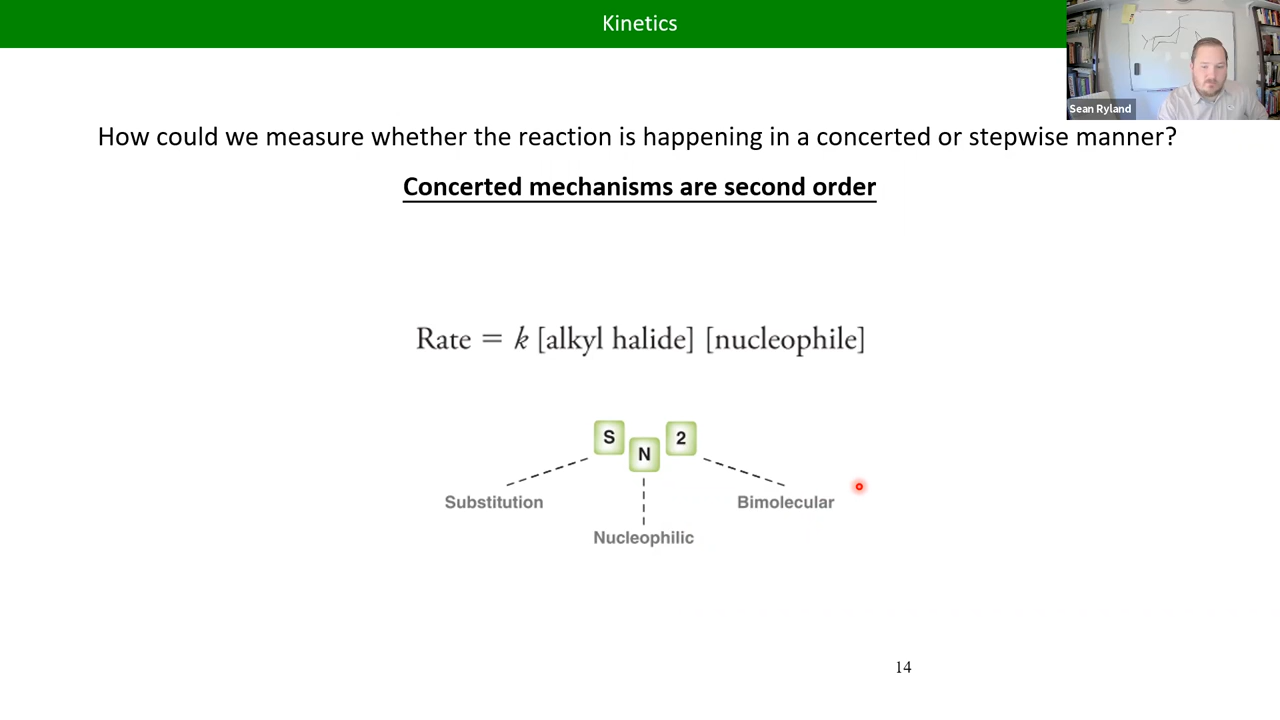 Kinetics
Sean Ryland
How could we measure whether the reaction is happening in a concerted or stepwise manner?
Concerted mechanisms are second order
Rate = k [alkyl halide] [nucleophile]
S N 2
Substitution
Bimolecular
Nucleophilic
14